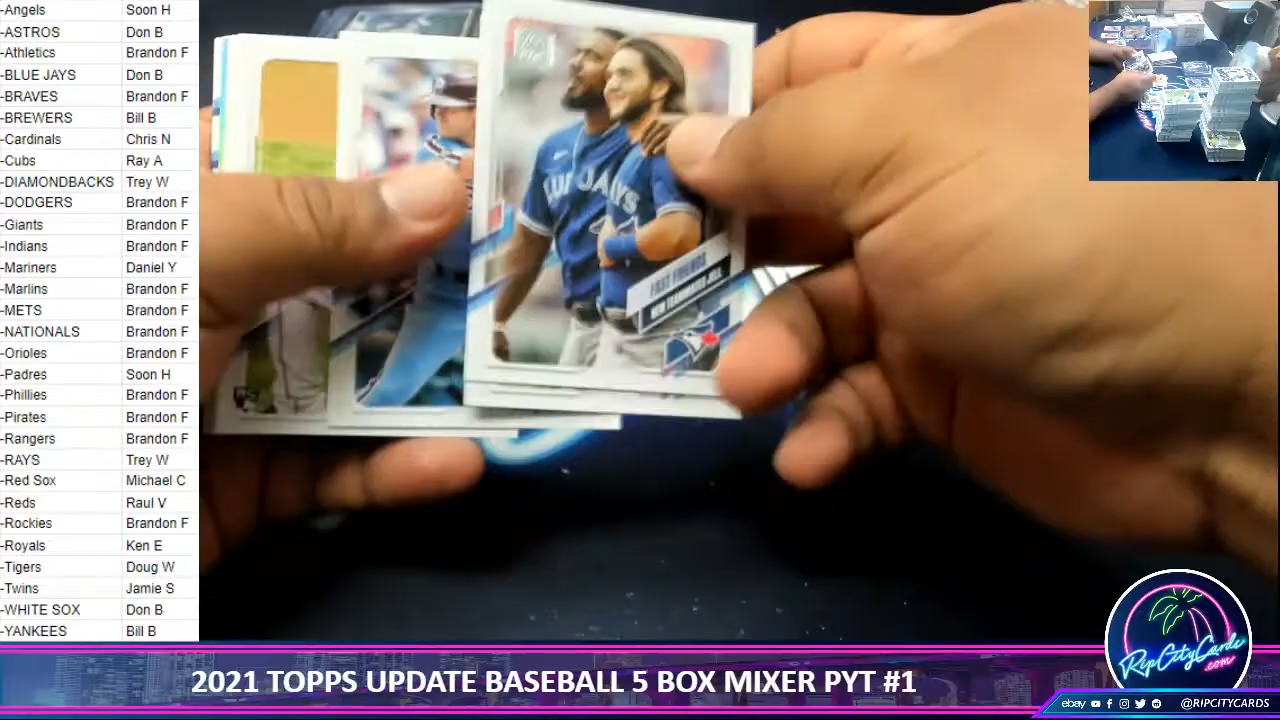 -Angels Soon H
-ASTROS Don B
-Athletics Brandon F
-BLUE JAYS Don B
-BRAVES Brandon F
-BREWERS Bill B
-Cardinals Chris N
-Cubs Ray A
-DIAMONDBACKS Trey W
-DODGERS Brandon F
-Giants Brandon F
-Indians Brandon F
-Mariners Daniel Y
-Marlins Brandon F
-METS Brandon F
-NATIONALS Brandon F
-Orioles Brandon F
-Padres Soon H
-Phillies Brandon F
-Pirates Brandon F
-Rangers Brandon F
-RAYS Trey W
-Red Sox Michael C
-Reds Raul V
-Rockies Brandon F
-Royals Ken E
-Tigers Doug W
-Twins Jamie S
-WHITE SOX Don B
-YANKEES Bill B
FAST FRIENDS
NEW TEAMMATES JELL
RipCityCards
.com
2021 TOPPS UPDATE BASEBALL 5 BOX MIXER PYT #1
ebay @RIPCITYCARDS